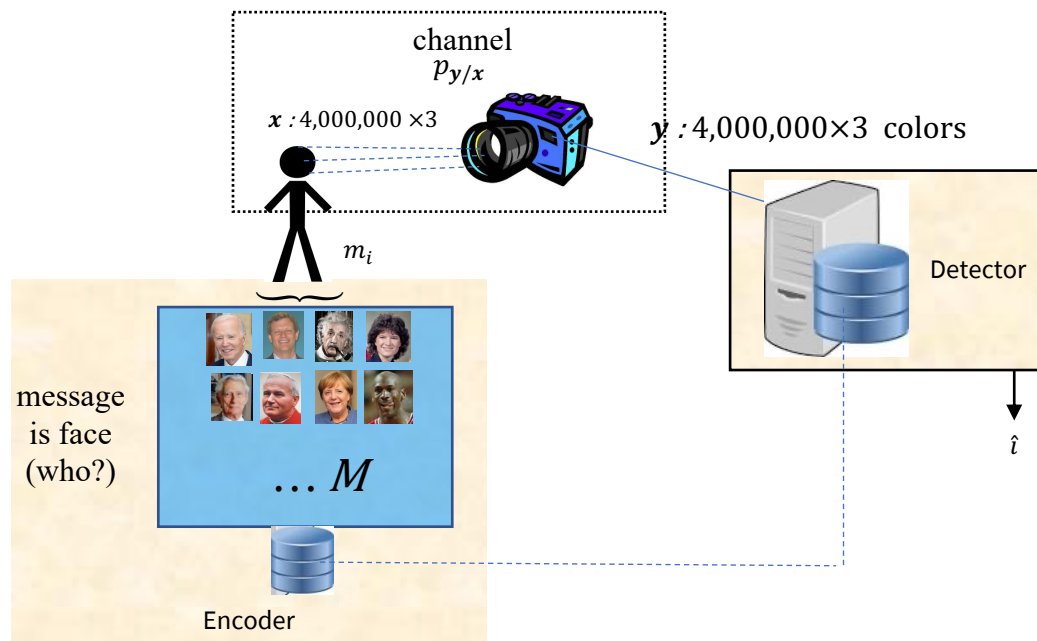 channel
p_{y/x}
x : 4,000,000 ×3
y : 4,000,000×3 colors
m_i
Detector
message
is face
(who?)
... M
î
Encoder